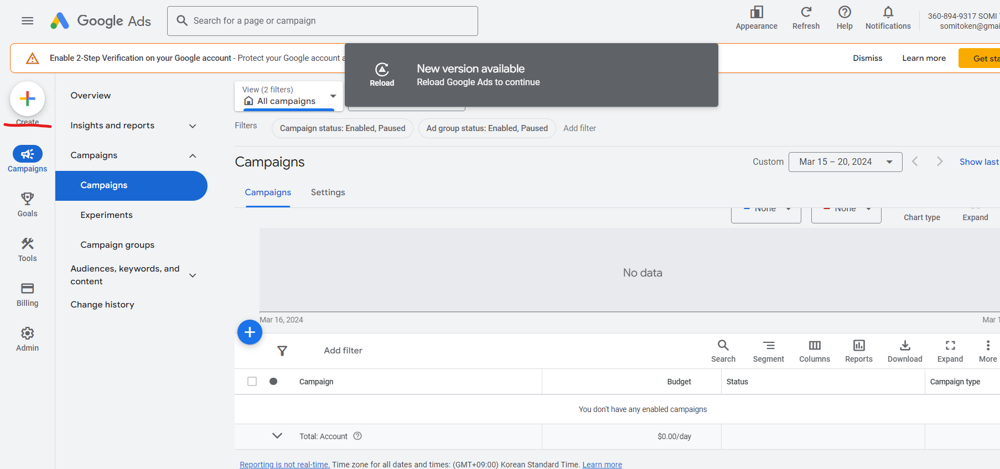 Google Ads
Search for a page or campaign
Appearance
Refresh
Help
Notifications
360-894-9317 SOMI
somitoken@gmai
Enable 2-Step Verification on your Google account - Protect your Google account a
New version available
Reload Google Ads to continue
Reload
Dismiss
Learn more
Get sta
Create
Campaigns
Goals
Tools
Billing
Admin
Overview
Insights and reports
Campaigns
Campaigns
Experiments
Campaign groups
Audiences, keywords, and
content
Change history
View (2 filters)
All campaigns
Filters
Campaign status: Enabled, Paused
Ad group status: Enabled, Paused
Add filter
Campaigns
Custom
Mar 15 – 20, 2024
Show last
Campaigns
Settings
None
None
Chart type
Expand
No data
Mar 16, 2024
Mar 1
Add filter
Search
Segment
Columns
Reports
Download
Expand
More
Campaign
Budget
Status
Campaign type
You don't have any enabled campaigns
Total: Account
$0.00/day
Reporting is not real-time. Time zone for all dates and times: (GMT+09:00) Korean Standard Time. Learn more